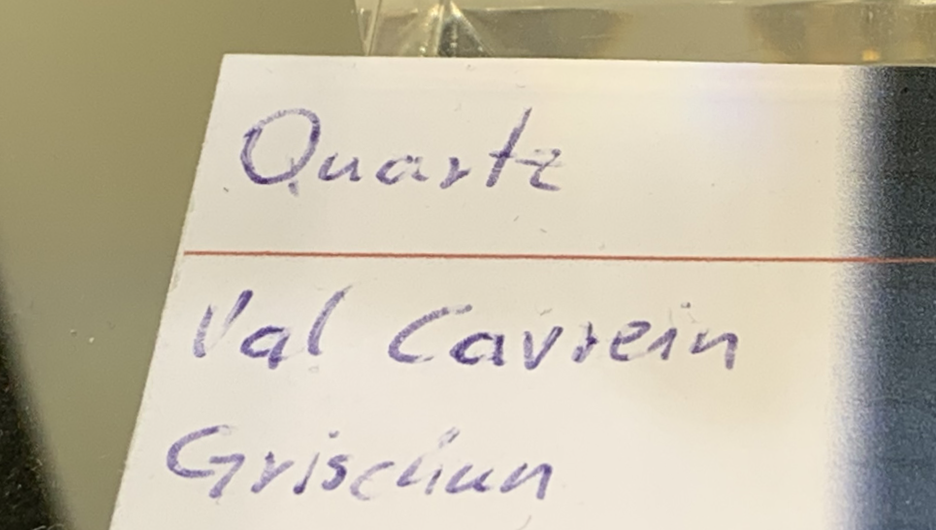 Quartz
Val Cavrein
Grischun